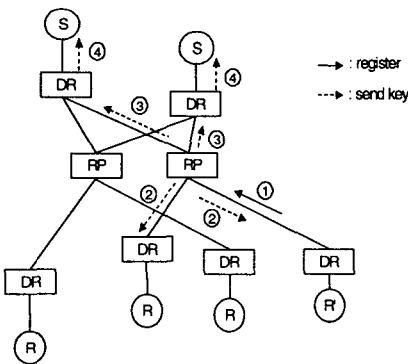 S
S
④
④
: register
: send key
DR
DR
③
③
RP
RP
①
②
②
DR
DR
DR
DR
R
R
R'
R